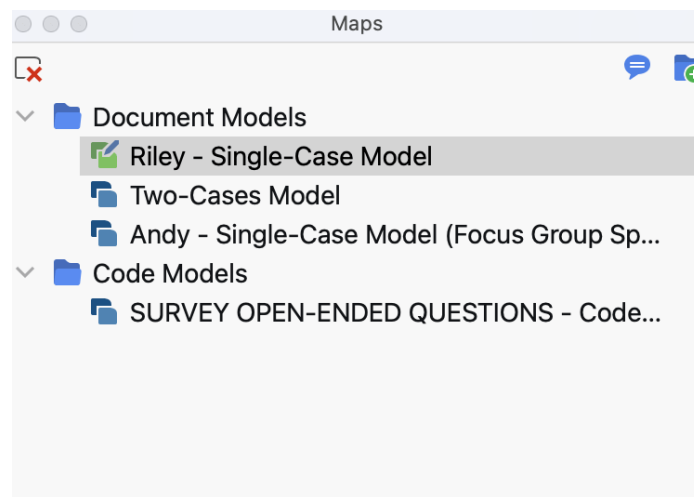 Maps
Document Models
Riley - Single-Case Model
Two-Cases Model
Andy - Single-Case Model (Focus Group Sp...
Code Models
SURVEY OPEN-ENDED QUESTIONS - Code...